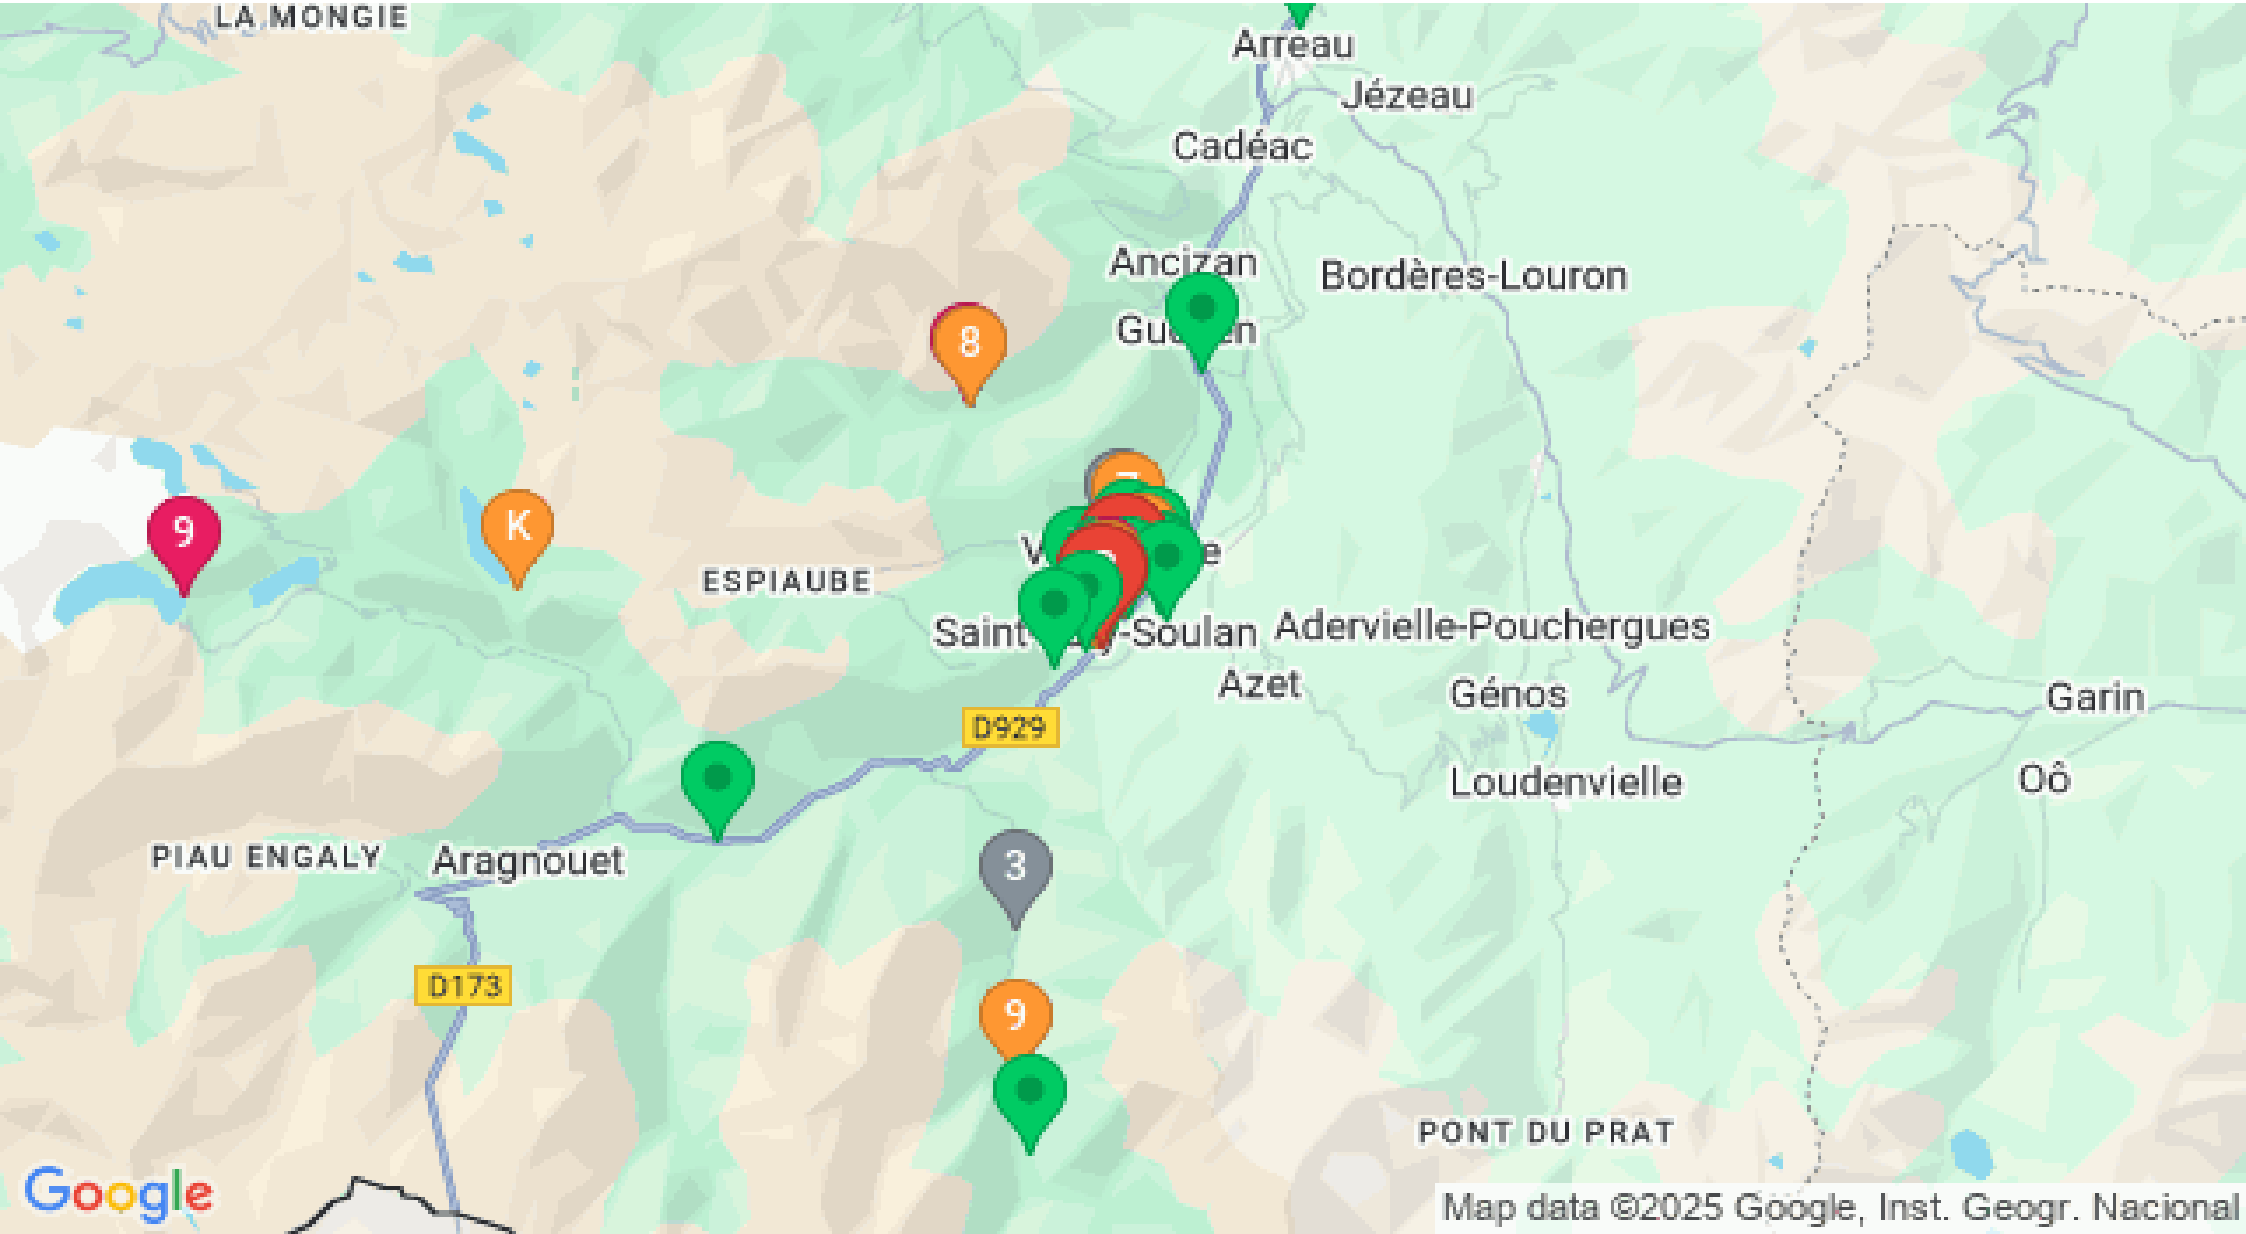 LA MONGIE
Arreau
Jézeau
Cadéac
Ancizan
Bordères-Louron
8
9
K
ESPIAUBE
Adervielle-Pouchergues
Azet
Génos
Garin
D929
Loudenvielle
Oô
PIAU ENGALY
Aragnouet
3
D173
9
PONT DU PRAT
Google
Map data ©2025 Google, Inst. Geogr. Nacional